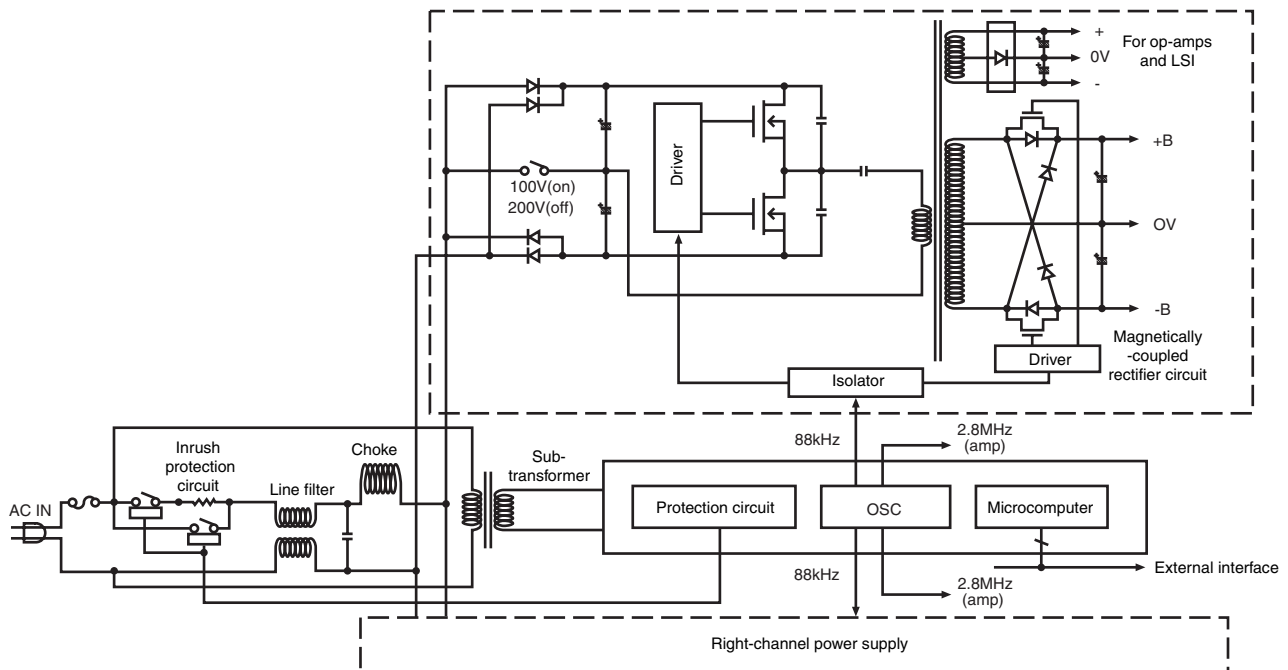 +
0V
-
For op-amps
and LSI
Driver
100V(on)
200V(off)
+B
OV
-B
Magnetically
-coupled
rectifier circuit
Driver
Isolator
88kHz
2.8MHz
(amp)
Inrush
protection
circuit
Choke
Sub-
transformer
Line filter
AC IN
Protection circuit
OSC
Microcomputer
88kHz
2.8MHz
(amp)
External interface
Right-channel power supply